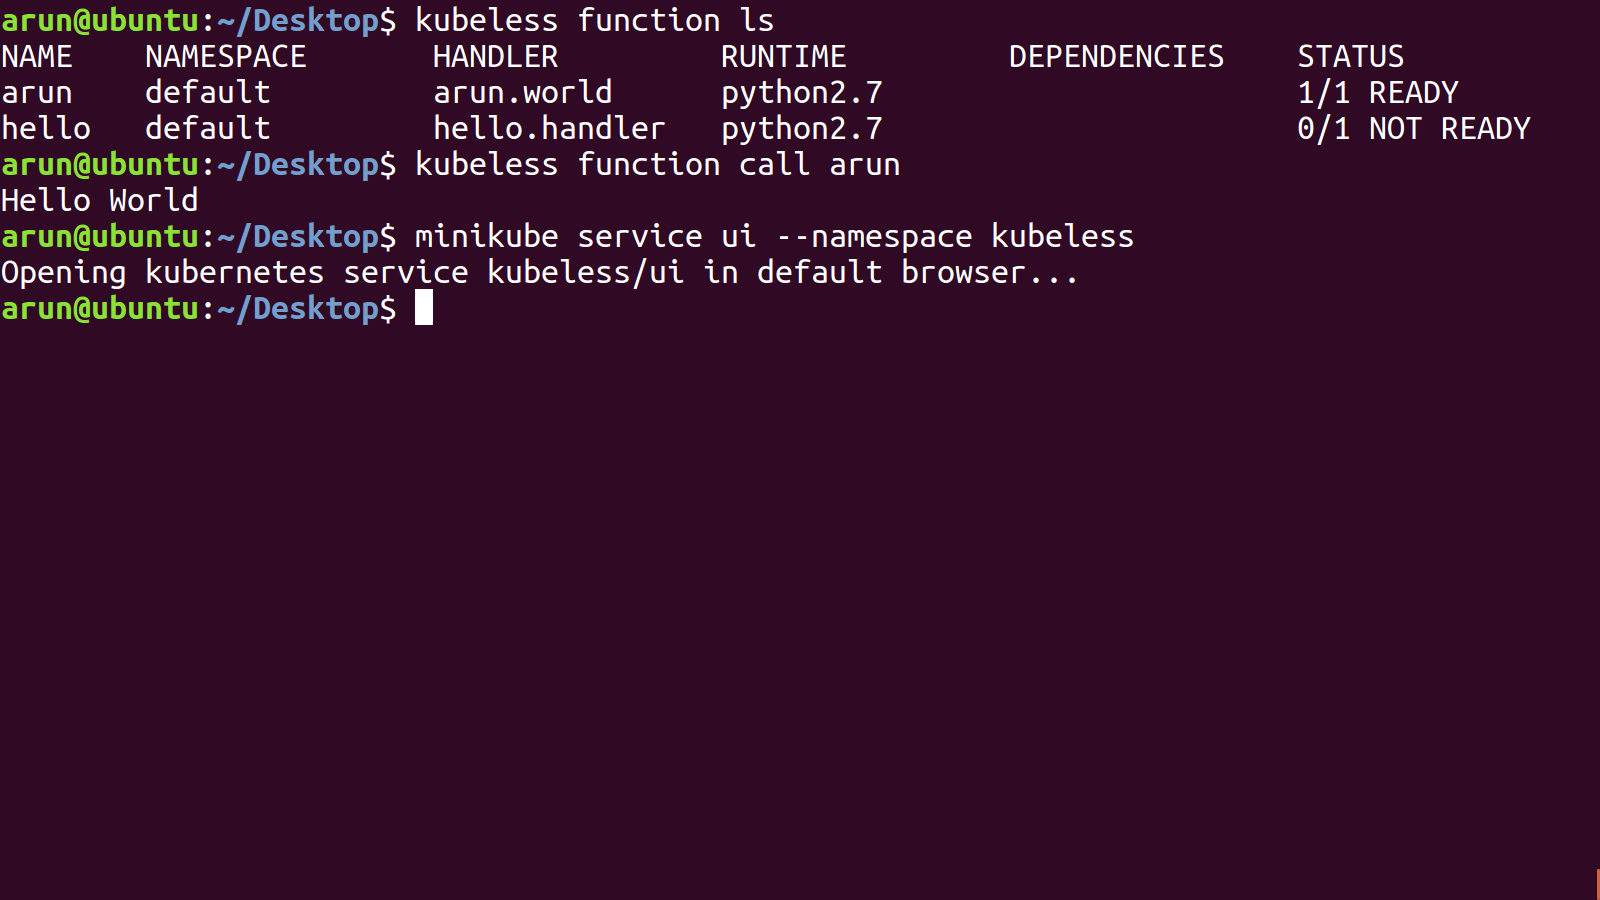 arun@ubuntu:~/Desktop$ kubeless function ls
NAME    NAMESPACE       HANDLER         RUNTIME         DEPENDENCIES    STATUS
arun    default         arun.world      python2.7                       1/1 READY
hello   default         hello.handler   python2.7                       0/1 NOT READY
arun@ubuntu:~/Desktop$ kubeless function call arun
Hello World
arun@ubuntu:~/Desktop$ minikube service ui --namespace kubeless
Opening kubernetes service kubeless/ui in default browser...
arun@ubuntu:~/Desktop$